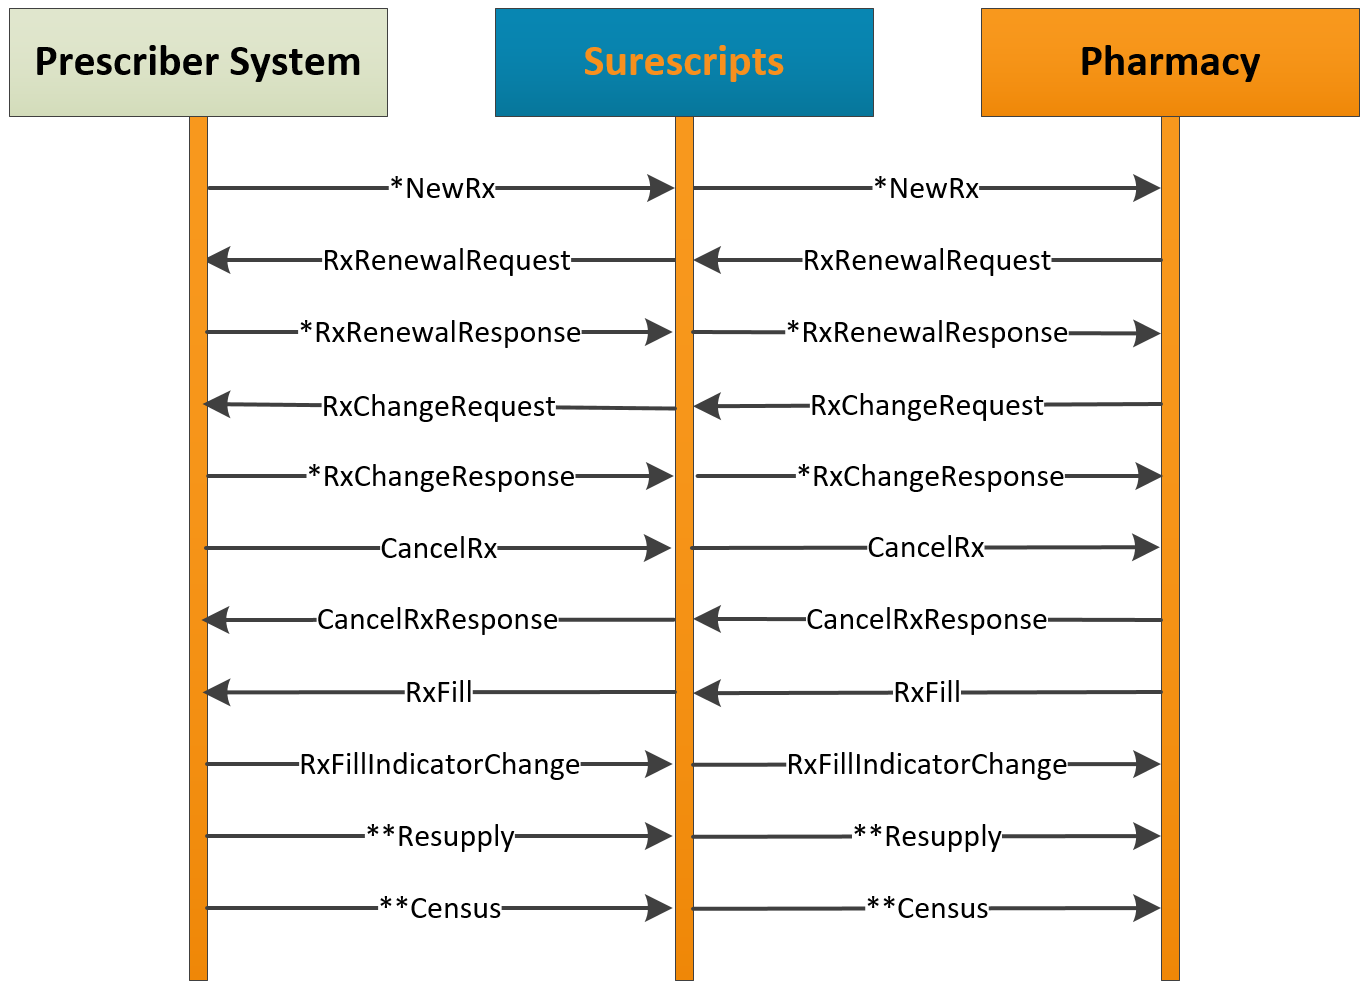 Prescriber System
Surescripts
Pharmacy
*NewRx
*NewRx
RxRenewalRequest
RxRenewalRequest
*RxRenewalResponse
*RxRenewalResponse
RxChangeRequest
RxChangeRequest
*RxChangeResponse
*RxChangeResponse
CancelRx
CancelRx
CancelRxResponse
CancelRxResponse
RxFill
RxFill
RxFillIndicatorChange
RxFillIndicatorChange
**Resupply
**Resupply
**Census
**Census